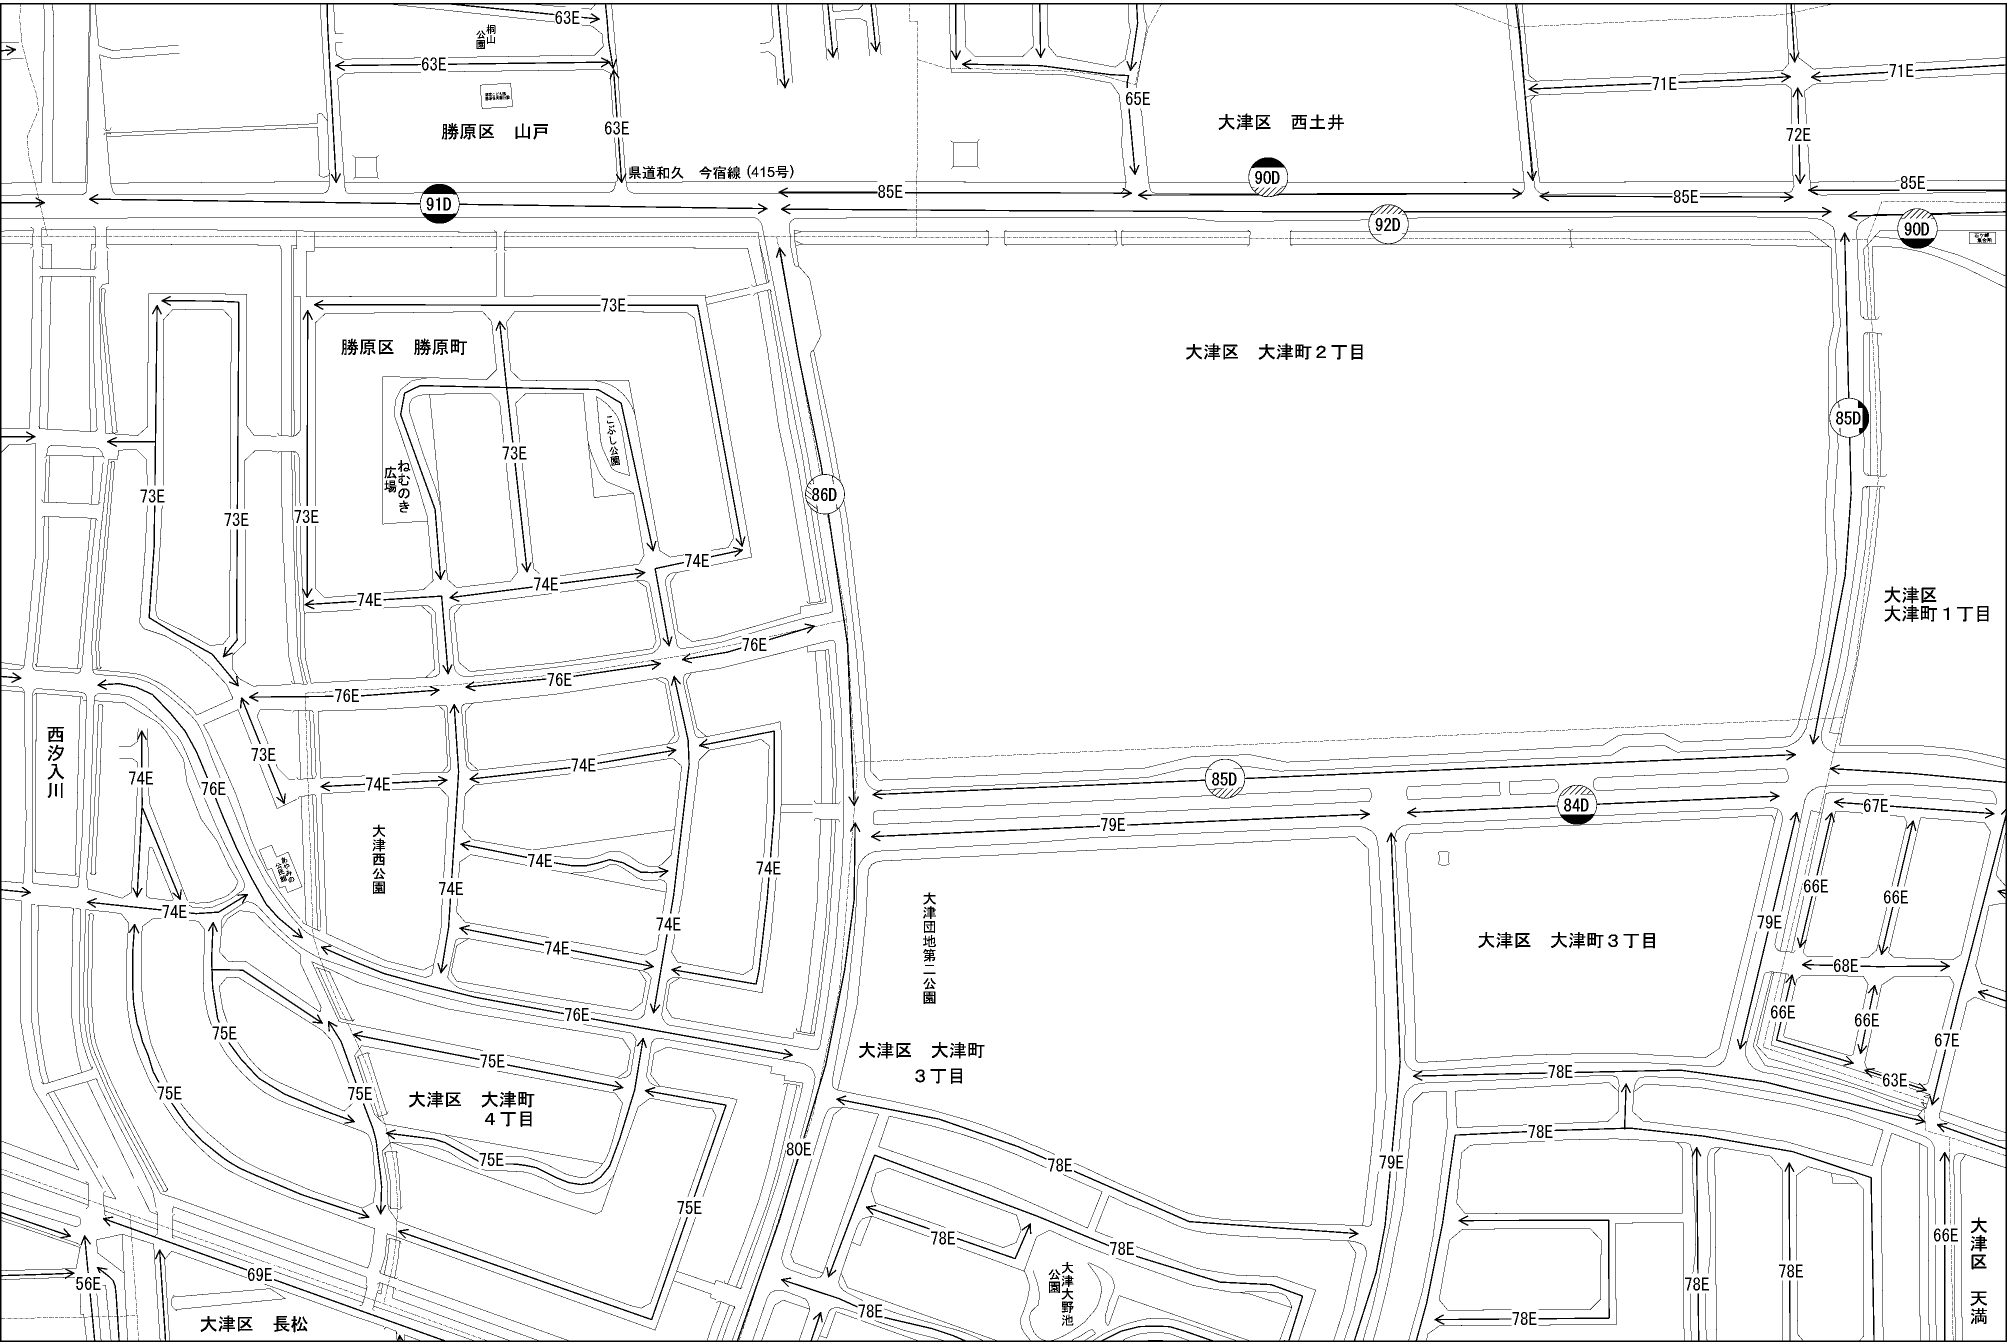 63E
桐山
公園
63E
71E
71E
65E
63E
勝原区　山戸
大津区　西土井
72E
県道和久　今宿線（415号）
90D
85E
85E
85E
91D
92D
90D
73E
勝原区　勝原町
大津区　大津町２丁目
こぶし公園
85D
73E
ねむのき
広場
86D
73E
73E
73E
74E
74E
74E
大津区
大津町１丁目
76E
76E
76E
西汐入川
73E
74E
74E
74E
76E
85D
84D
67E
79E
大津西公園
74E
74E
74E
74E
あやみの
公民館
66E
66E
大津団地第二公園
74E
74E
74E
79E
大津区　大津町３丁目
68E
76E
66E
66E
75E
67E
大津区　大津町
３丁目
75E
78E
63E
75E
75E
大津区　大津町
４丁目
78E
80E
75E
78E
79E
75E
78E
78E
66E
大津区　天満
69E
56E
大津大野池
公園
78E
78E
78E
78E
大津区　長松